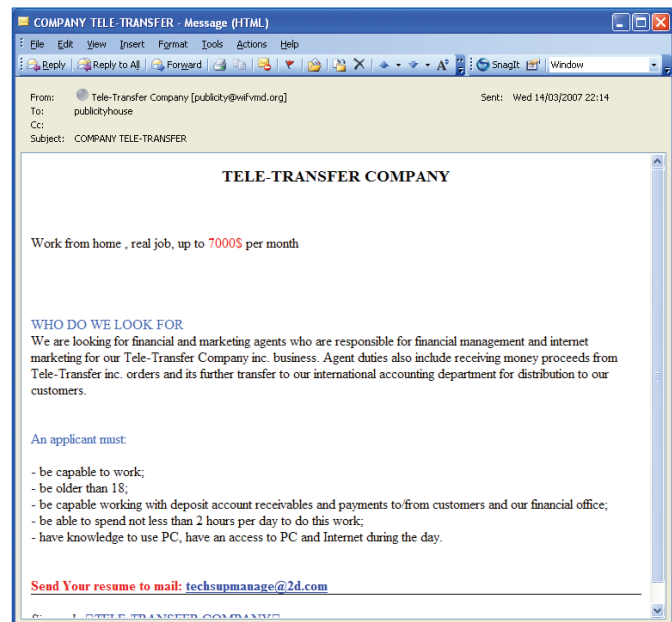 COMPANY TELE-TRANSFER - Message (HTML)
File Edit View Insert Format Tools Actions Help
Reply Reply to All Forward SnagIt Window
From: Tele-Transfer Company [publicity@wifvmd.org] Sent: Wed 14/03/2007 22:14
To: publicityhouse
Cc:
Subject: COMPANY TELE-TRANSFER
TELE-TRANSFER COMPANY
Work from home , real job, up to 7000$ per month
WHO DO WE LOOK FOR
We are looking for financial and marketing agents who are responsible for financial management and internet
marketing for our Tele-Transfer Company inc. business. Agent duties also include receiving money proceeds from
Tele-Transfer inc. orders and its further transfer to our international accounting department for distribution to our
customers.
An applicant must:
- be capable to work;
- be older than 18;
- be capable working with deposit account receivables and payments to/from customers and our financial office;
- be able to spend not less than 2 hours per day to do this work;
- have knowledge to use PC, have an access to PC and Internet during the day.
Send Your resume to mail: techsupmanage@2d.com
TELE-TRANSFER COMPANY